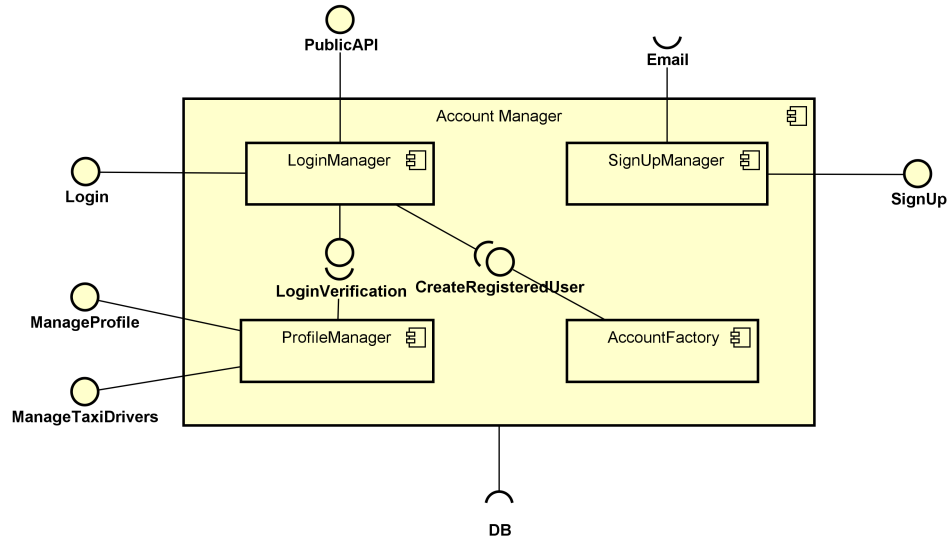 PublicAPI
Email
Account Manager
LoginManager
SignUpManager
Login
SignUp
LoginVerification
CreateRegisteredUser
ManageProfile
ProfileManager
AccountFactory
ManageTaxiDrivers
DB